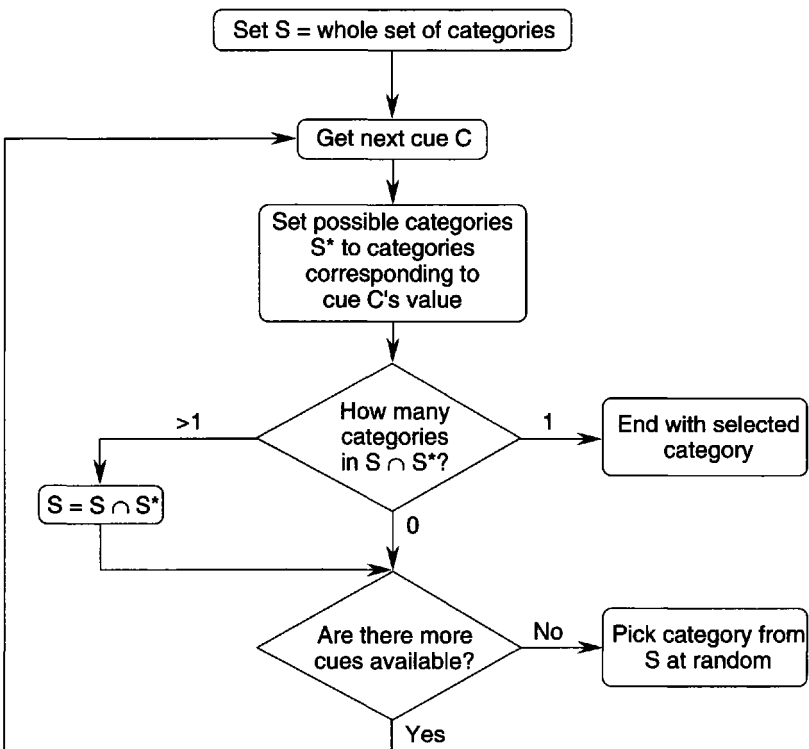 Set S = whole set of categories
Get next cue C
Set possible categories
S* to categories
corresponding to
cue C's value
How many
categories
in S ∩ S*?
>1
1
End with selected
category
S = S ∩ S*
0
Are there more
cues available?
No
Pick category from
S at random
Yes